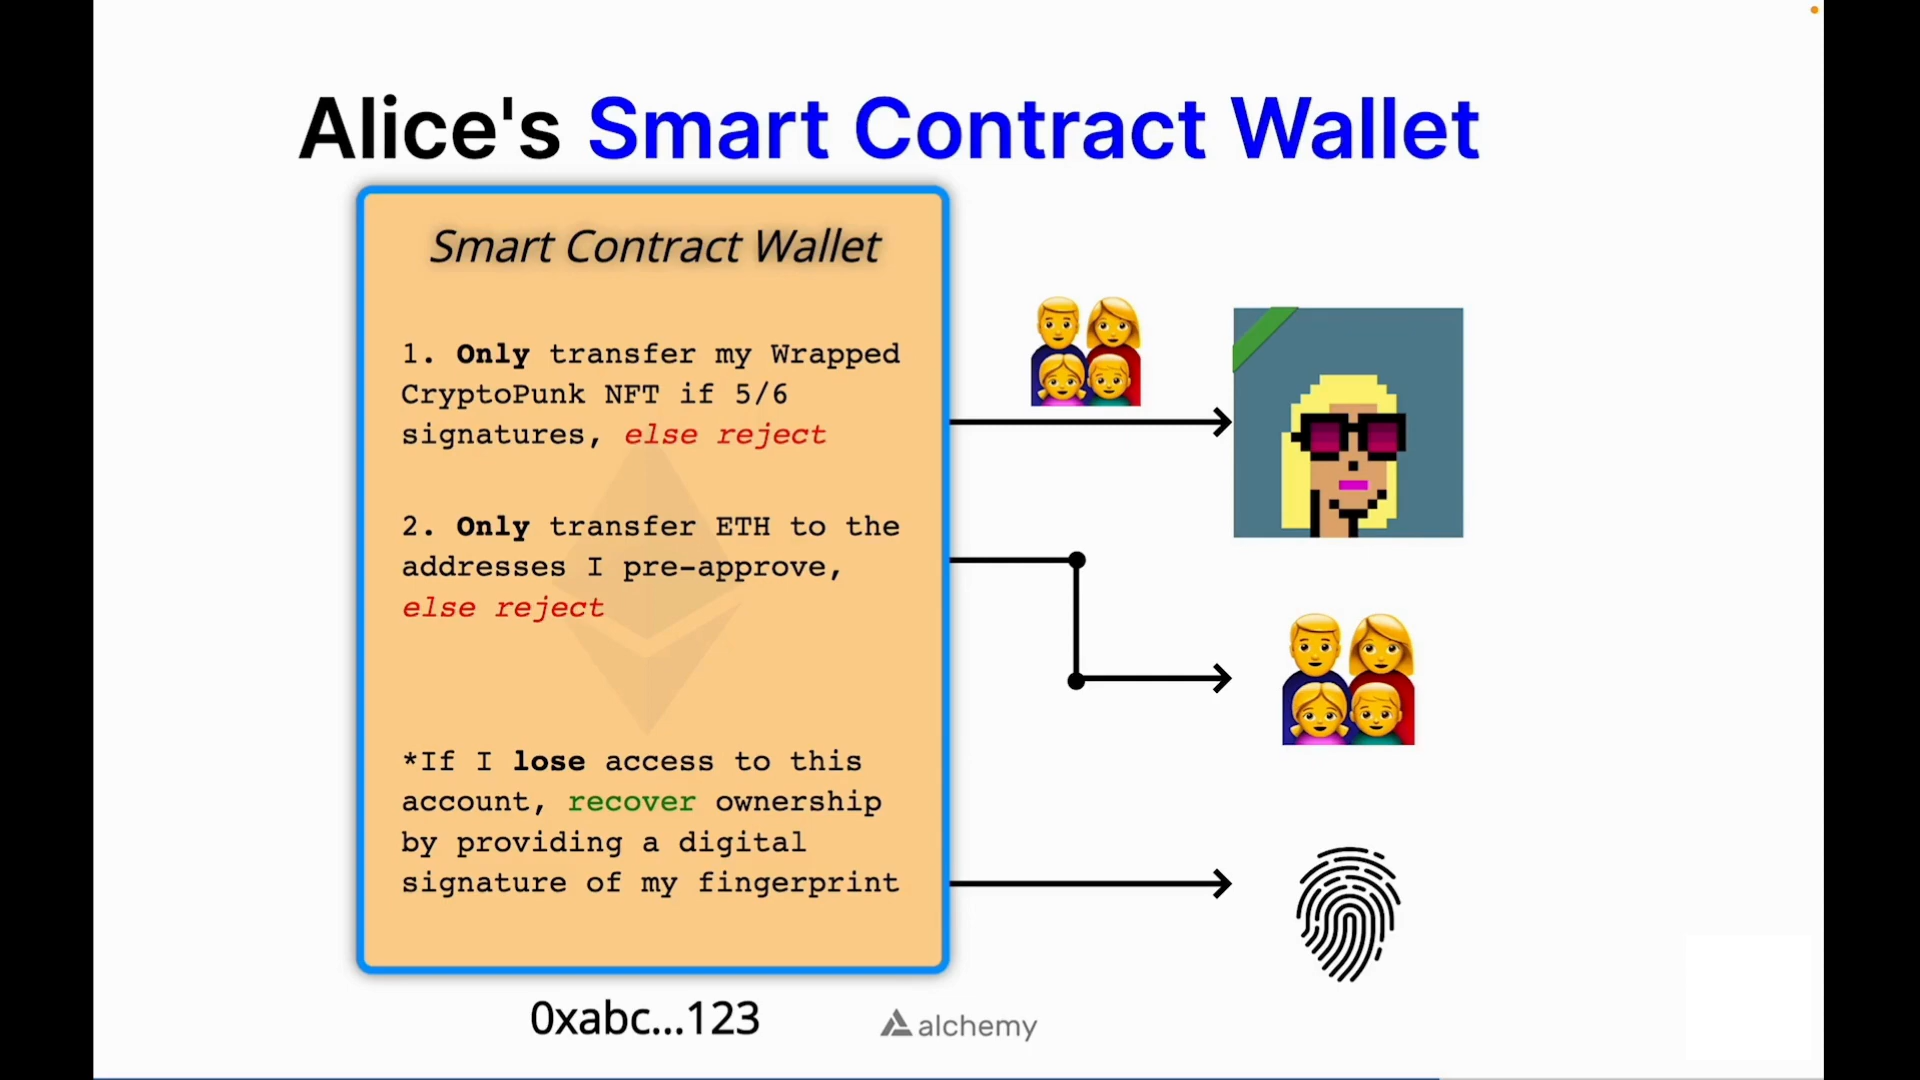 Alice's Smart Contract Wallet
Smart Contract Wallet
1. Only transfer my Wrapped
CryptoPunk NFT if 5/6
signatures, else reject
2. Only transfer ETH to the
addresses I pre-approve,
else reject
*If I lose access to this
account, recover ownership
by providing a digital
signature of my fingerprint
0xabc...123
alchemy